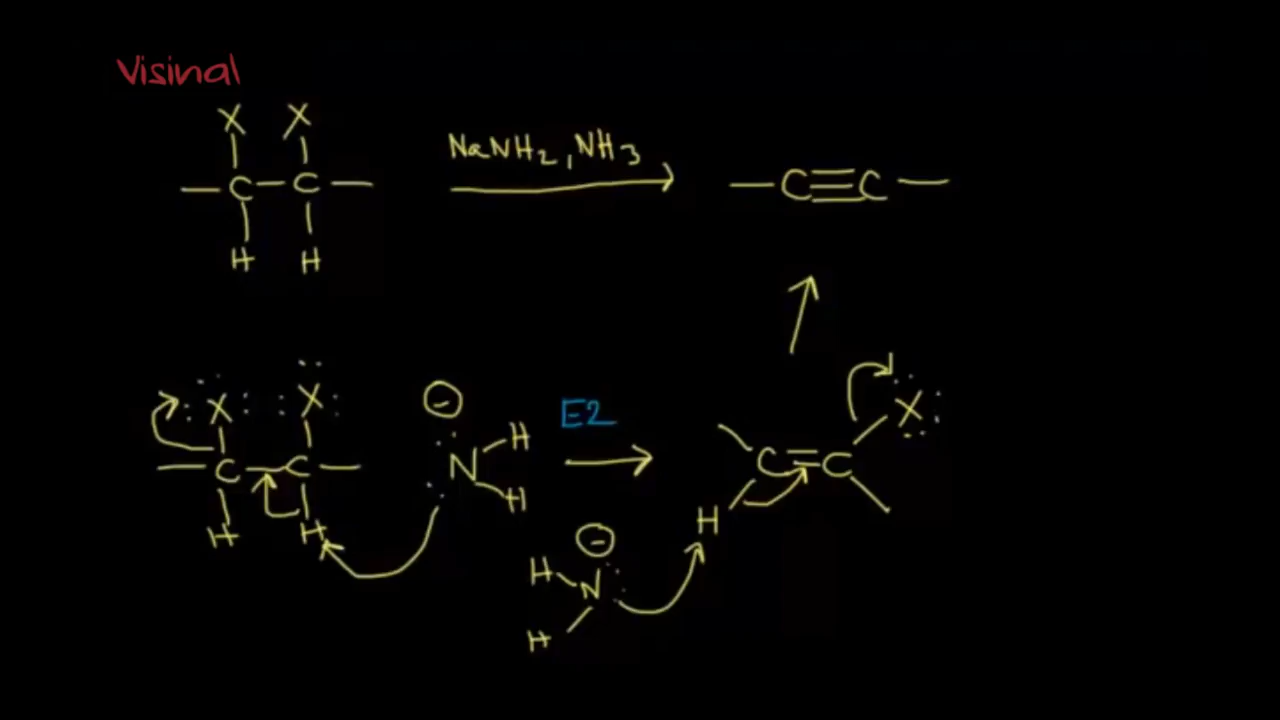 Visinal
X X
C C
H H
NaNH2, NH3
C≡C
X X
C C
H H
⊖
N H
H
E2
C=C
X
H
⊖
H N
H